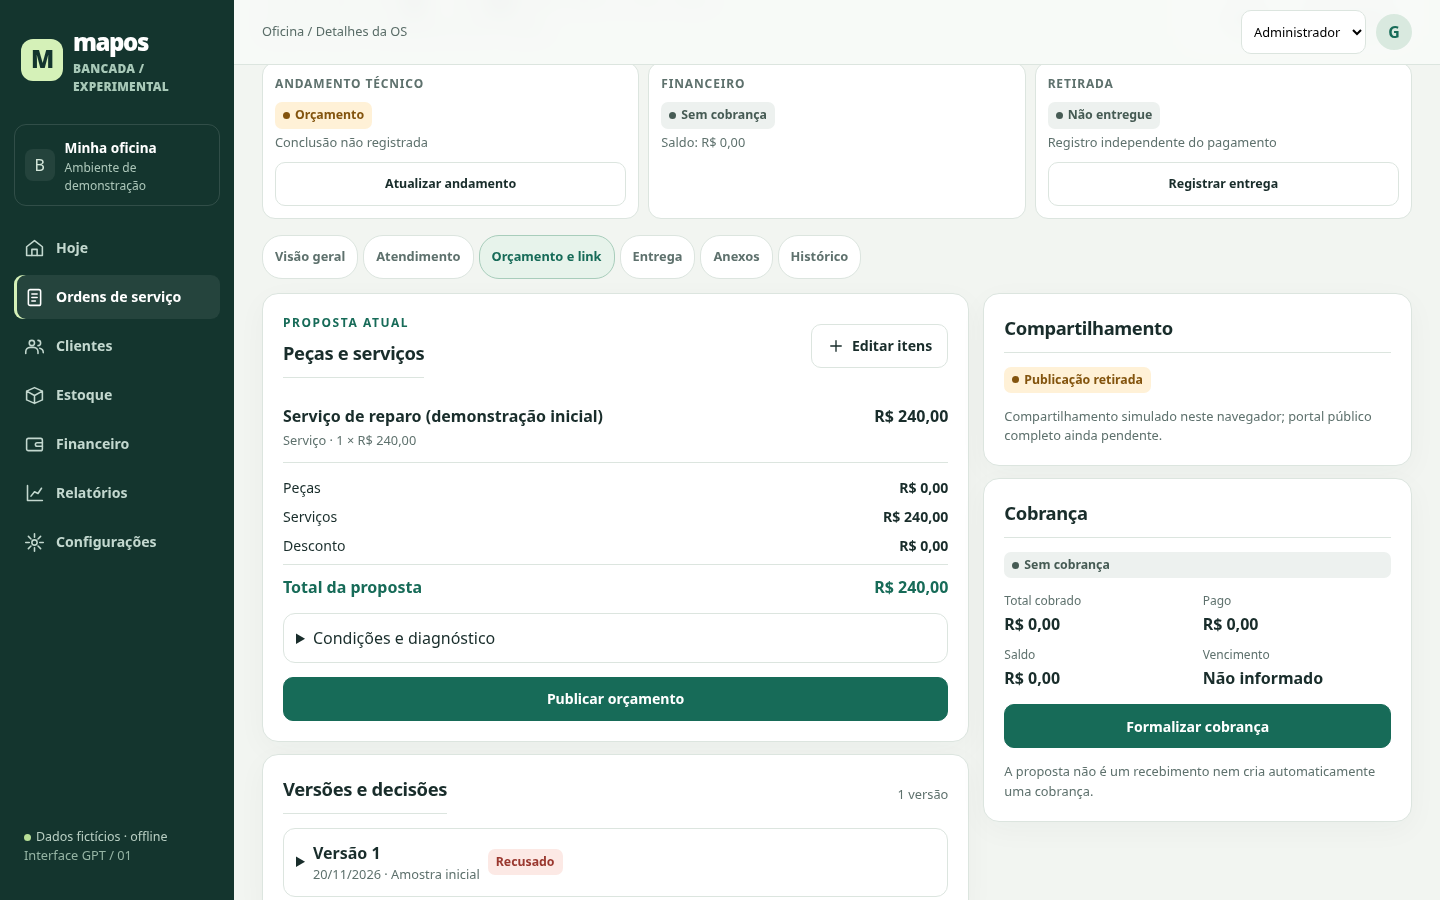 M
mapos
BANCADA /
EXPERIMENTAL
B
Minha oficina
Ambiente de
demonstração
Hoje
Ordens de serviço
Clientes
Estoque
Financeiro
Relatórios
Configurações
Dados fictícios · offline
Interface GPT / 01
Oficina / Detalhes da OS
Administrador
G
ANDAMENTO TÉCNICO
Orçamento
Conclusão não registrada
Atualizar andamento
FINANCEIRO
Sem cobrança
Saldo: R$ 0,00
RETIRADA
Não entregue
Registro independente do pagamento
Registrar entrega
Visão geral
Atendimento
Orçamento e link
Entrega
Anexos
Histórico
PROPOSTA ATUAL
Peças e serviços
Editar itens
Serviço de reparo (demonstração inicial) R$ 240,00
Serviço · 1 × R$ 240,00
Peças R$ 0,00
Serviços R$ 240,00
Desconto R$ 0,00
Total da proposta R$ 240,00
Condições e diagnóstico
Publicar orçamento
Versões e decisões
1 versão
Versão 1
20/11/2026 · Amostra inicial
Recusado
Compartilhamento
Publicação retirada
Compartilhamento simulado neste navegador; portal público
completo ainda pendente.
Cobrança
Sem cobrança
Total cobrado Pago
R$ 0,00 R$ 0,00
Saldo Vencimento
R$ 0,00 Não informado
Formalizar cobrança
A proposta não é um recebimento nem cria automaticamente
uma cobrança.